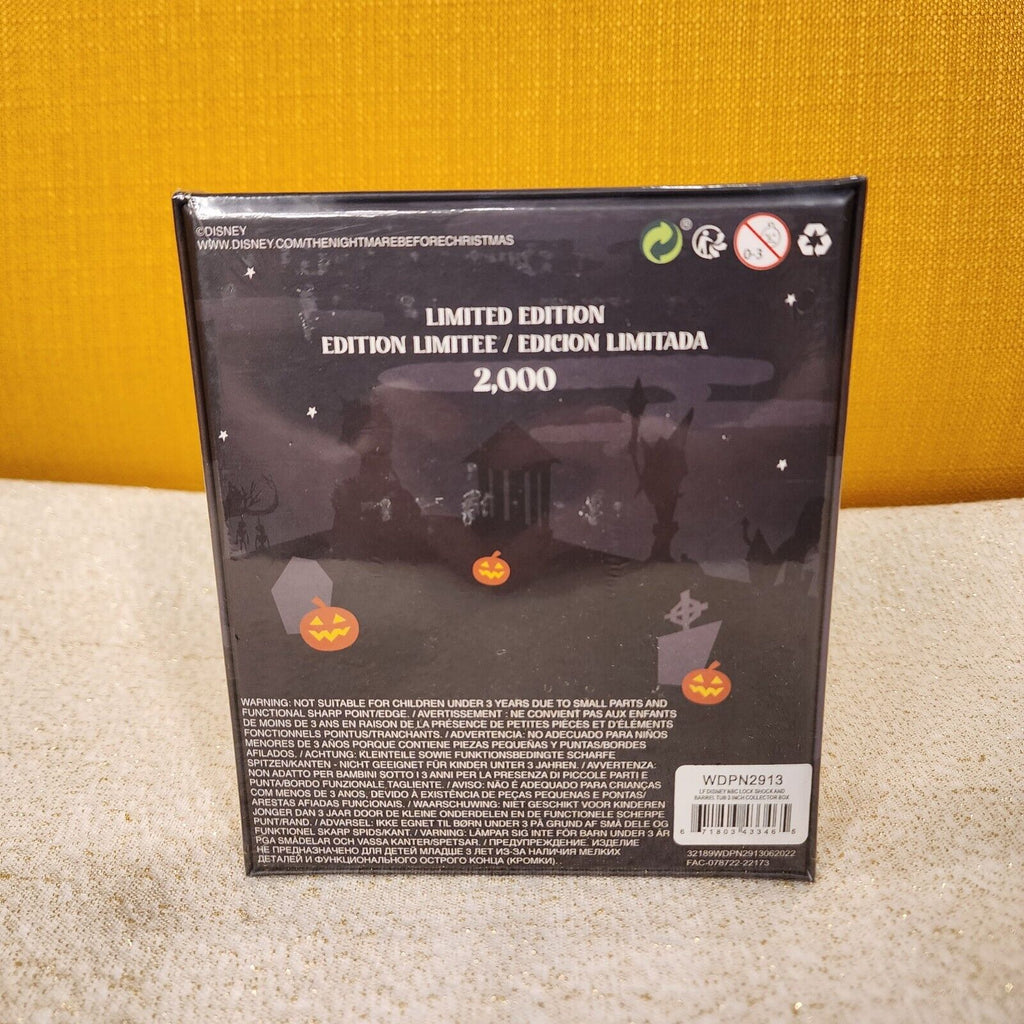 ©DISNEY
WWW.DISNEY.COM/THENIGHTMAREBEFORECHRISTMAS
®
0-3
LIMITED EDITION
EDITION LIMITEE / EDICION LIMITADA
2,000
WARNING: NOT SUITABLE FOR CHILDREN UNDER 3 YEARS DUE TO SMALL PARTS AND
FUNCTIONAL SHARP POINT/EDGE. / AVERTISSEMENT : NE CONVIENT PAS AUX ENFANTS
DE MOINS DE 3 ANS EN RAISON DE LA PRÉSENCE DE PETITES PIÈCES ET D'ÉLÉMENTS
FONCTIONNELS POINTUS/TRANCHANTS. / ADVERTENCIA: NO ADECUADO PARA NIÑOS
MENORES DE 3 AÑOS PORQUE CONTIENE PIEZAS PEQUEÑAS Y PUNTAS/BORDES
AFILADOS. / ACHTUNG: KLEINTEILE SOWIE FUNKTIONSBEDINGTE SCHARFE
SPITZEN/KANTEN - NICHT GEEIGNET FÜR KINDER UNTER 3 JAHREN. / AVVERTENZA:
NON ADATTO PER BAMBINI SOTTO I 3 ANNI PER LA PRESENZA DI PICCOLE PARTI E
PUNTA/BORDO FUNZIONALE TAGLIENTE. / AVISO: NÃO É ADEQUADO PARA CRIANÇAS
COM MENOS DE 3 ANOS, DEVIDO À EXISTÊNCIA DE PEÇAS PEQUENAS E PONTAS/
ARESTAS AFIADAS FUNCIONAIS. / WAARSCHUWING: NIET GESCHIKT VOOR KINDEREN
JONGER DAN 3 JAAR DOOR DE KLEINE ONDERDELEN EN DE FUNCTIONELE SCHERPE
PUNT/RAND. / ADVARSEL: IKKE EGNET TIL BØRN UNDER 3 PÅ GRUND AF SMÅ DELE OG
FUNKTIONEL SKARP SPIDS/KANT. / VARNING: LÄMPAR SIG INTE FÖR BARN UNDER 3 ÅR
PGA SMÅDELAR OCH VASSA KANTER/SPETSAR. / ПРЕДУПРЕЖДЕНИЕ. ИЗДЕЛИЕ
НЕ ПРЕДНАЗНАЧЕНО ДЛЯ ДЕТЕЙ МЛАДШЕ 3 ЛЕТ ИЗ-ЗА НАЛИЧИЯ МЕЛКИХ
ДЕТАЛЕЙ И ФУНКЦИОНАЛЬНОГО ОСТРОГО КОНЦА (КРОМКИ).
WDPN2913
LF DISNEY NBC LOCK SHOCK AND
BARREL TUB 3 INCH COLLECTOR BOX
6 71803 43346 5
32189WDPN2913062022
FAC-078722-22173